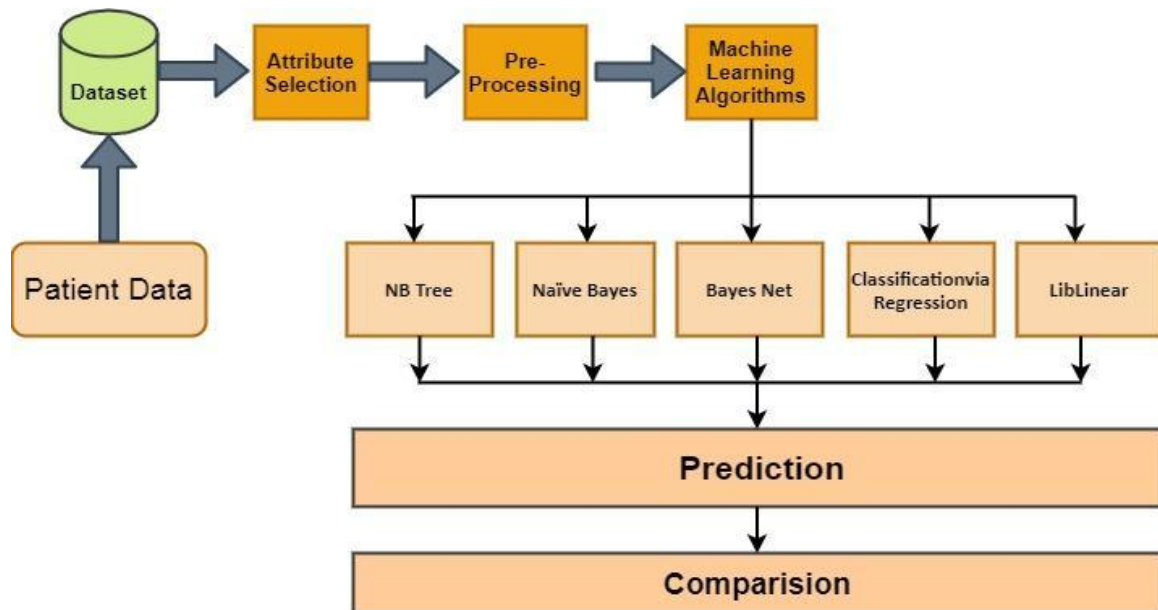 Dataset
Attribute
Selection
Pre-
Processing
Machine
Learning
Algorithms
Patient Data
NB Tree
Naïve Bayes
Bayes Net
Classificationvia
Regression
LibLinear
Prediction
Comparision